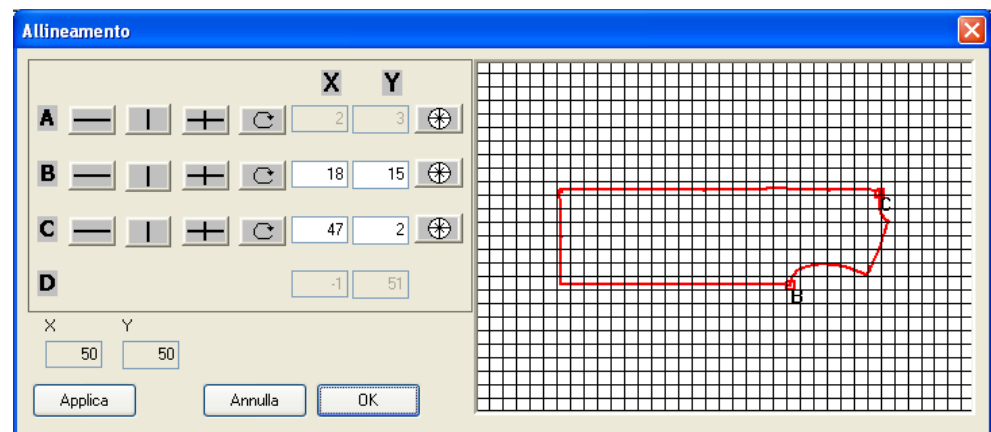 Allineamento
X Y
A 2 3
B 18 15
C 47 2
D -1 51
X Y
50 50
Applica Annulla OK
C
B